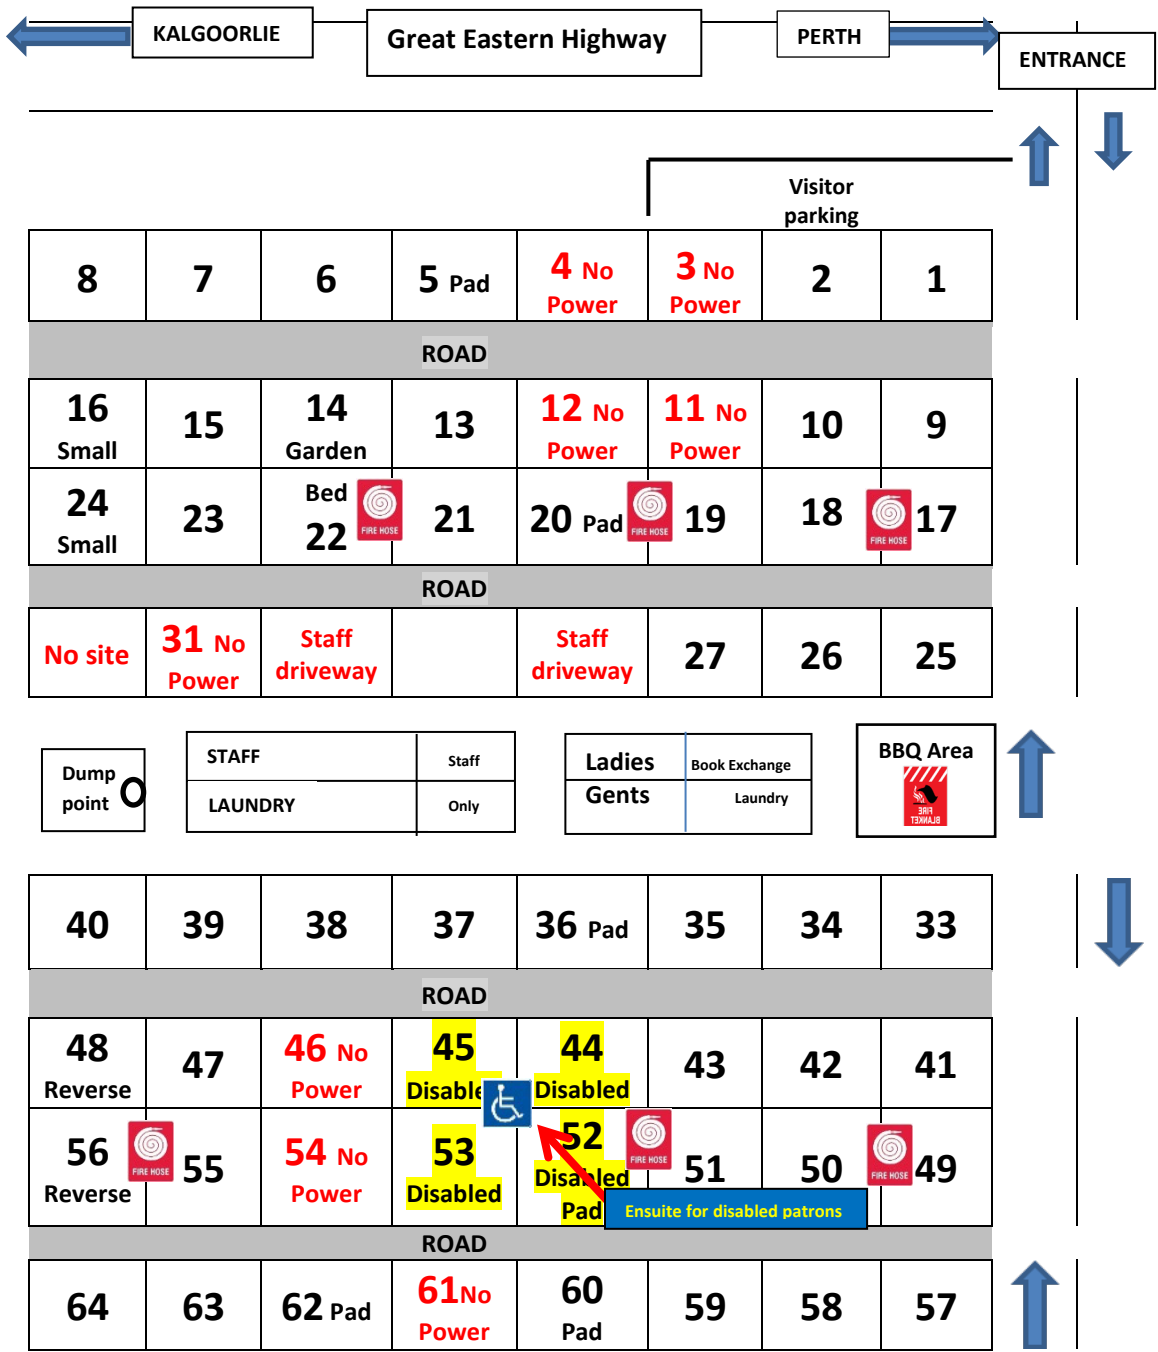 KALGOORLIE
Great Eastern Highway
PERTH
ENTRANCE
Visitor
parking
8 7 6 5 Pad 4 No Power 3 No Power 2 1
ROAD
16 Small 15 14 Garden 13 12 No Power 11 No Power 10 9
24 Small 23 Bed 22 FIRE HOSE 21 20 Pad FIRE HOSE 19 18 FIRE HOSE 17
ROAD
No site 31 No Power Staff driveway Staff driveway 27 26 25
Dump
point
STAFF Staff
LAUNDRY Only
Ladies Book Exchange
Gents Laundry
BBQ Area
FIRE
BLANKET
40 39 38 37 36 Pad 35 34 33
ROAD
48 Reverse 47 46 No Power 45 Disabled 44 Disabled 43 42 41
56 Reverse FIRE HOSE 55 54 No Power 53 Disabled 52 Disabled Pad FIRE HOSE 51 50 FIRE HOSE 49
Ensuite for disabled patrons
ROAD
64 63 62 Pad 61 No Power 60 Pad 59 58 57